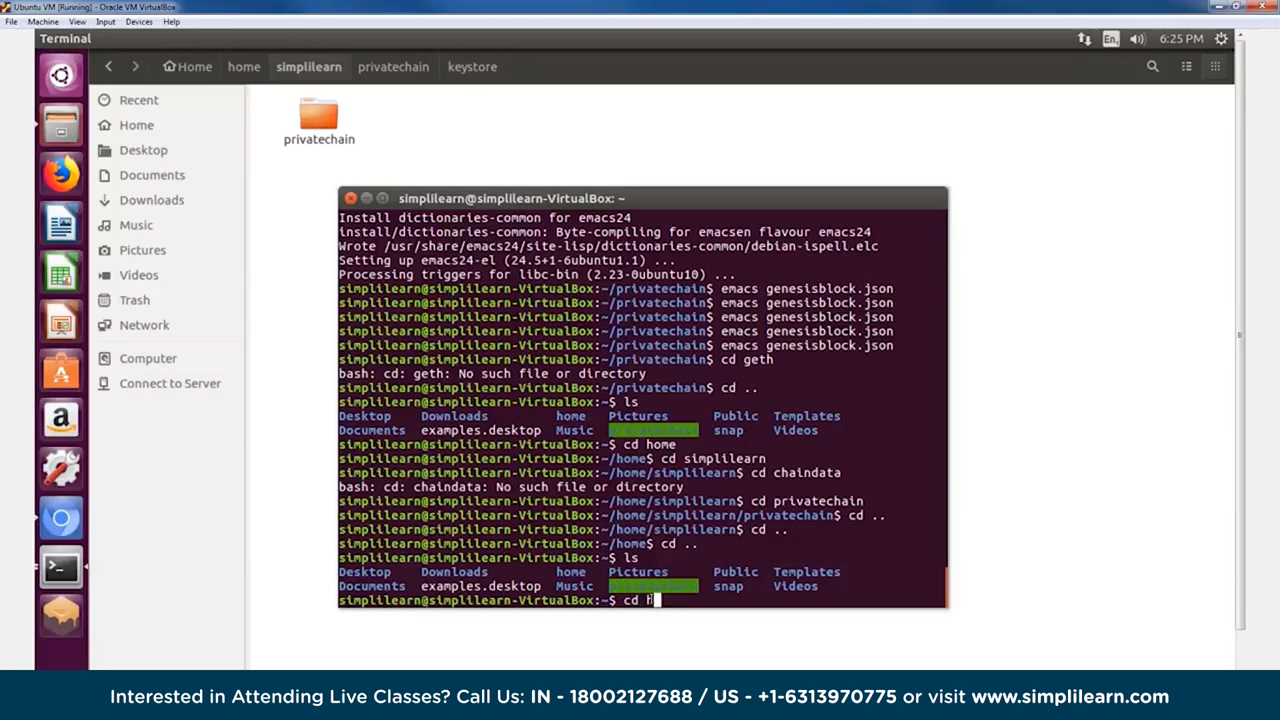 Ubuntu VM [Running] - Oracle VM VirtualBox
File Machine View Input Devices Help
Terminal
En
6:25 PM
Home home simplilearn privatechain keystore
Recent
Home
Desktop
Documents
Downloads
Music
Pictures
Videos
Trash
Network
Computer
Connect to Server
privatechain
simplilearn@simplilearn-VirtualBox: ~
Install dictionaries-common for emacs24
install/dictionaries-common: Byte-compiling for emacsen flavour emacs24
Wrote /usr/share/emacs24/site-lisp/dictionaries-common/debian-ispell.elc
Setting up emacs24-el (24.5+1-6ubuntu1.1) ...
Processing triggers for libc-bin (2.23-0ubuntu10) ...
simplilearn@simplilearn-VirtualBox:~/privatechain$ emacs genesisblock.json
simplilearn@simplilearn-VirtualBox:~/privatechain$ emacs genesisblock.json
simplilearn@simplilearn-VirtualBox:~/privatechain$ emacs genesisblock.json
simplilearn@simplilearn-VirtualBox:~/privatechain$ emacs genesisblock.json
simplilearn@simplilearn-VirtualBox:~/privatechain$ emacs genesisblock.json
simplilearn@simplilearn-VirtualBox:~/privatechain$ cd geth
bash: cd: geth: No such file or directory
simplilearn@simplilearn-VirtualBox:~/privatechain$ cd ..
simplilearn@simplilearn-VirtualBox:~$ ls
Desktop Downloads home Pictures Public Templates
Documents examples.desktop Music snap Videos
simplilearn@simplilearn-VirtualBox:~$ cd home
simplilearn@simplilearn-VirtualBox:~/home$ cd simplilearn
simplilearn@simplilearn-VirtualBox:~/home/simplilearn$ cd chaindata
bash: cd: chaindata: No such file or directory
simplilearn@simplilearn-VirtualBox:~/home/simplilearn$ cd privatechain
simplilearn@simplilearn-VirtualBox:~/home/simplilearn/privatechain$ cd ..
simplilearn@simplilearn-VirtualBox:~/home/simplilearn$ cd ..
simplilearn@simplilearn-VirtualBox:~/home$ cd ..
simplilearn@simplilearn-VirtualBox:~$ ls
Desktop Downloads home Pictures Public Templates
Documents examples.desktop Music snap Videos
simplilearn@simplilearn-VirtualBox:~$ cd h
Interested in Attending Live Classes? Call Us: IN - 18002127688 / US - +1-6313970775 or visit www.simplilearn.com